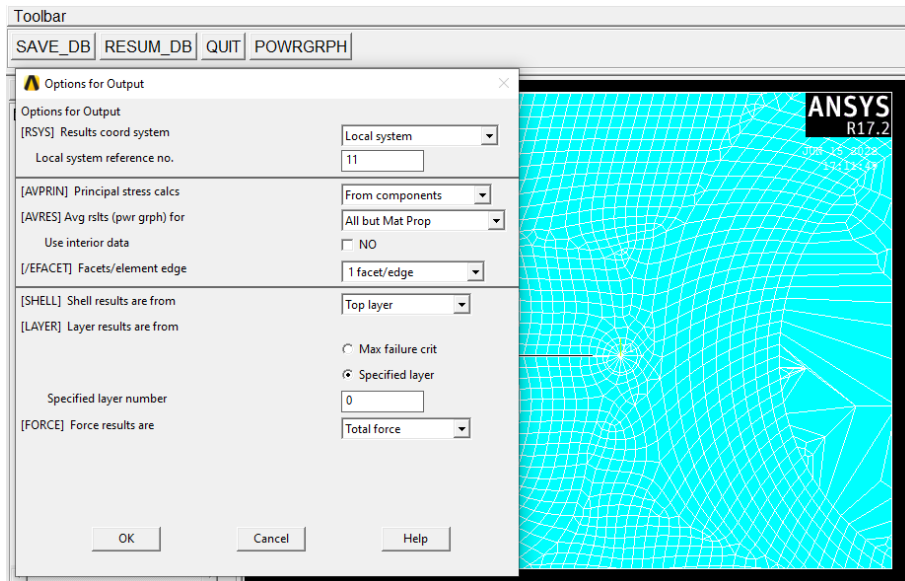 Toolbar
SAVE_DB RESUM_DB QUIT POWRGRPH
Options for Output
Options for Output
[RSYS] Results coord system Local system
Local system reference no. 11
[AVPRIN] Principal stress calcs From components
[AVRES] Avg rslts (pwr grph) for All but Mat Prop
Use interior data NO
[/EFACET] Facets/element edge 1 facet/edge
[SHELL] Shell results are from Top layer
[LAYER] Layer results are from
Max failure crit
Specified layer
Specified layer number 0
[FORCE] Force results are Total force
OK Cancel Help
ANSYS
R17.2